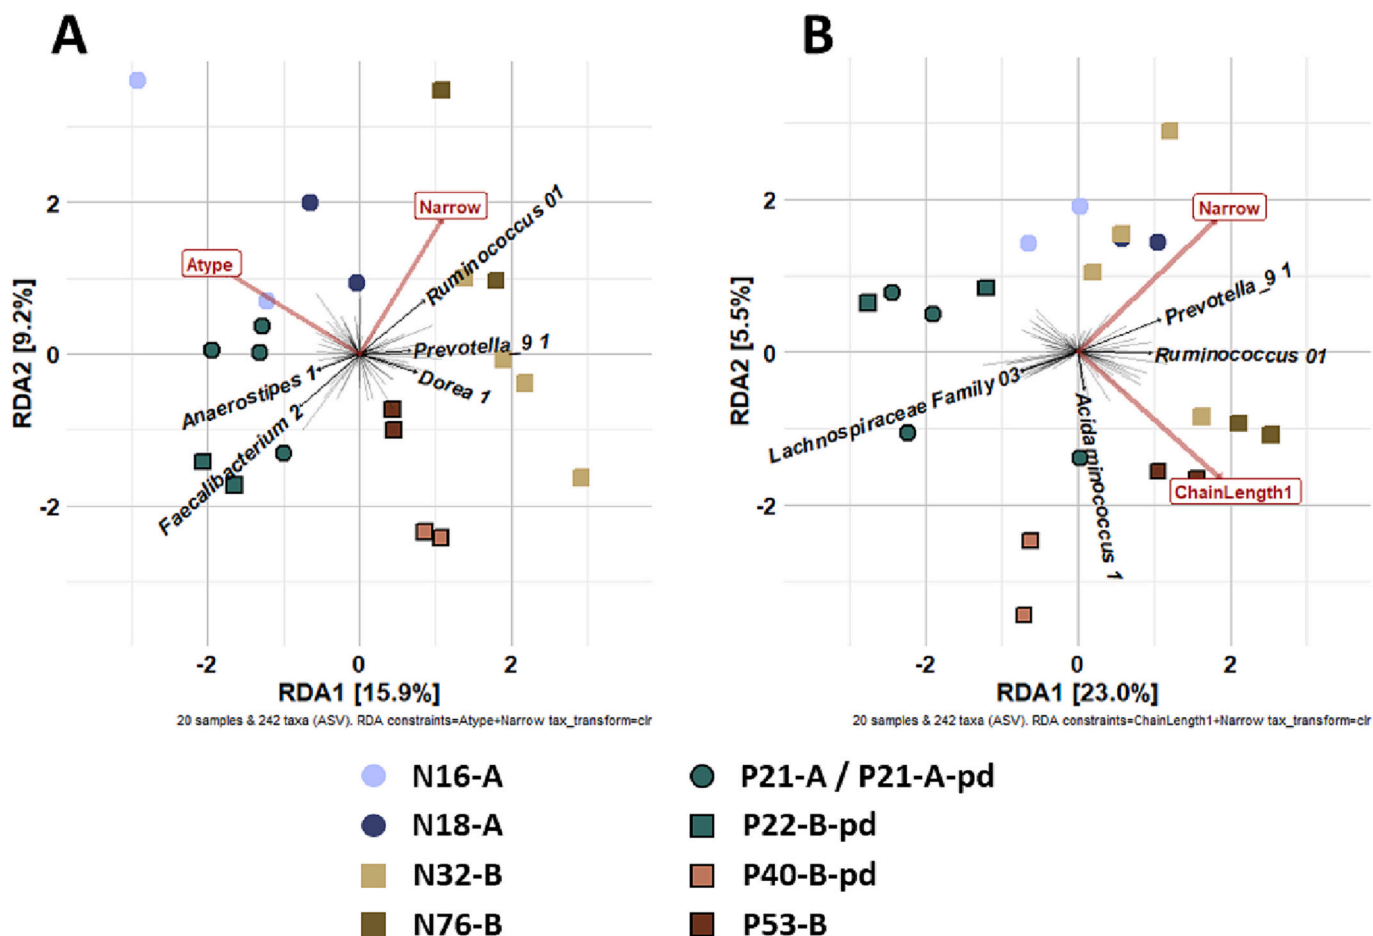 A
B
2
0
-2
RDA2 [9.2%]
Narrow
Atype
Ruminococcus 01
Prevotella_9 1
Dorea 1
Anaerostipes 1
Faecalibacterium 2
-2
0
2
RDA1 [15.9%]
20 samples & 242 taxa (ASV). RDA constraints=Atype+Narrow tax_transform=clr
2
0
-2
RDA2 [5.5%]
Narrow
Prevotella_9 1
Ruminococcus 01
Lachnospiraceae Family 03
Acidaminococcus 1
ChainLength1
-2
0
2
RDA1 [23.0%]
20 samples & 242 taxa (ASV). RDA constraints=ChainLength1+Narrow tax_transform=clr
N16-A
N18-A
N32-B
N76-B
P21-A / P21-A-pd
P22-B-pd
P40-B-pd
P53-B